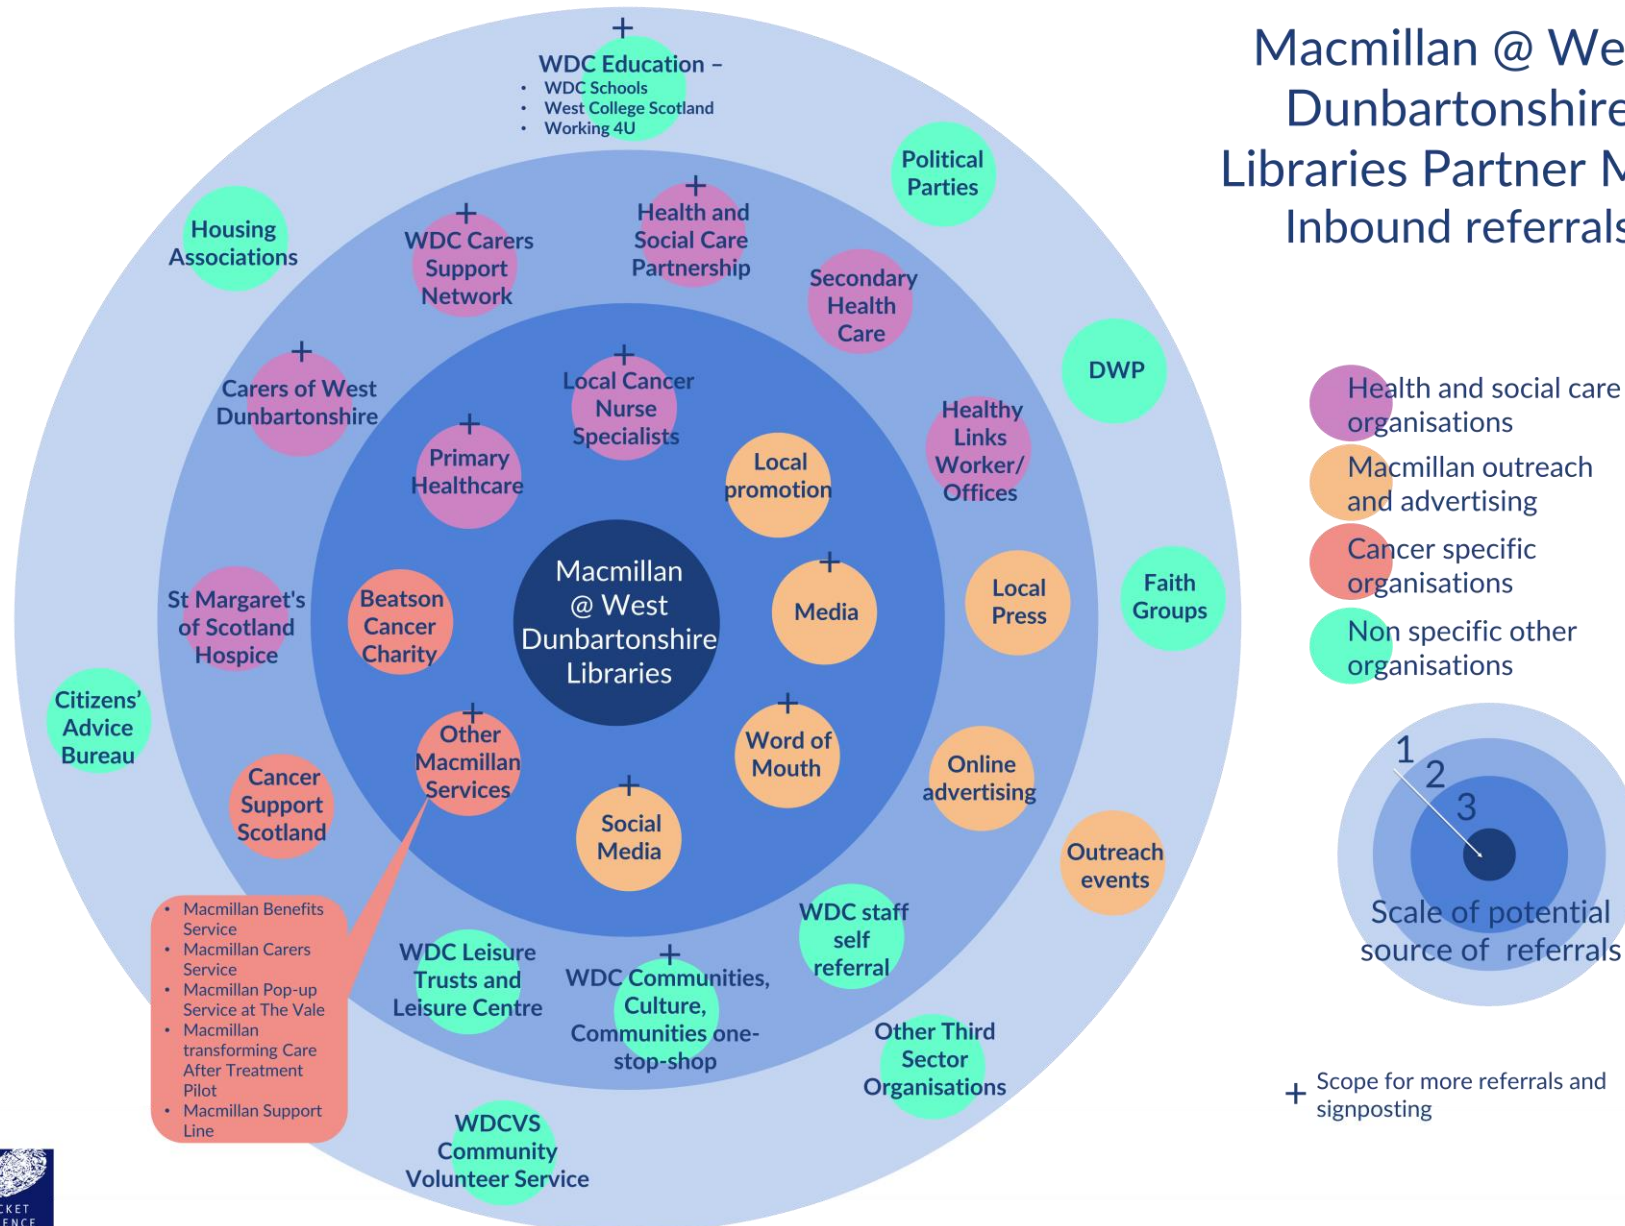 Macmillan @ We
Dunbartonshire
Libraries Partner M
Inbound referrals
+
WDC Education –
• WDC Schools
• West College Scotland
• Working 4U
Political
Parties
Housing
Associations
+
WDC Carers
Support
Network
+
Health and
Social Care
Partnership
Secondary
Health
Care
DWP
+
Carers of West
Dunbartonshire
+
Local Cancer
Nurse
Specialists
+
Primary
Healthcare
Local
promotion
Healthy
Links
Worker/
Offices
St Margaret's
of Scotland
Hospice
Beatson
Cancer
Charity
Macmillan
@ West
Dunbartonshire
Libraries
+
Media
Local
Press
Faith
Groups
Citizens’
Advice
Bureau
Cancer
Support
Scotland
+
Other
Macmillan
Services
+
Word of
Mouth
Online
advertising
+
Social
Media
Outreach
events
• Macmillan Benefits
Service
• Macmillan Carers
Service
• Macmillan Pop-up
Service at The Vale
• Macmillan
transforming Care
After Treatment
Pilot
• Macmillan Support
Line
WDC Leisure
Trusts and
Leisure Centre
+
WDC Communities,
Culture,
Communities one-
stop-shop
WDC staff
self
referral
Other Third
Sector
Organisations
WDCVS
Community
Volunteer Service
Health and social care
organisations
Macmillan outreach
and advertising
Cancer specific
organisations
Non specific other
organisations
1
2
3
Scale of potential
source of referrals
+ Scope for more referrals and
signposting